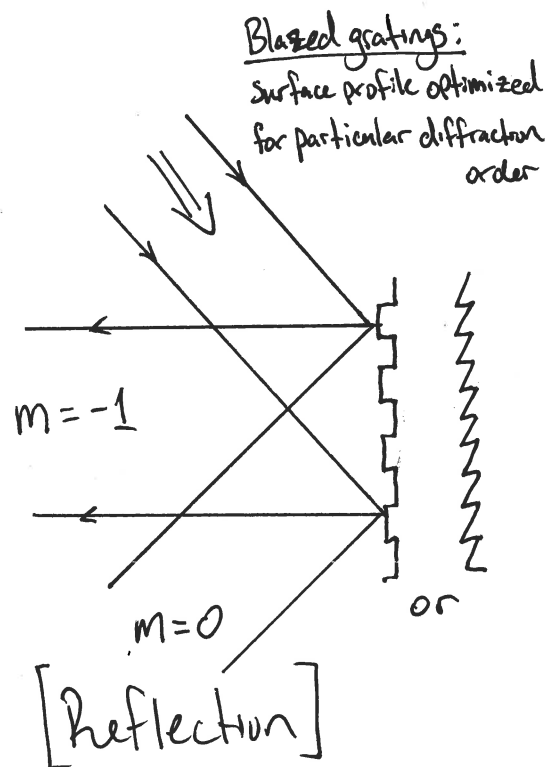 Blazed gratings:
surface profile optimized
for particular diffraction
order
m = -1
or
m = 0
[Reflection]